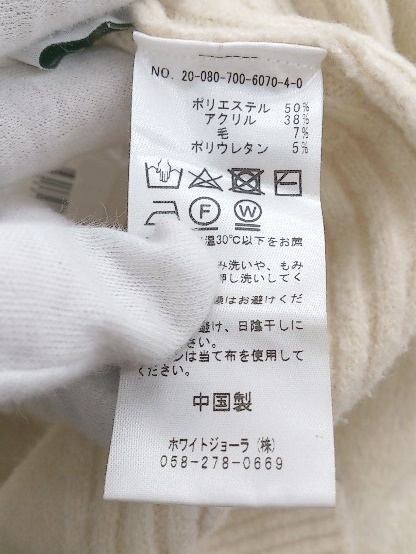 NO. 20-080-700-6070-4-0
ポリエステル 50%
アクリル 38%
毛 7%
ポリウレタン 5%
F W
温30℃以下をお薦
み洗いや、もみ
押し洗いしてく
はお避けくだ
避け、日陰干しに
さい。
ンは当て布を使用して
ください。
中国製
ホワイトジョーラ(株)
058-278-0669